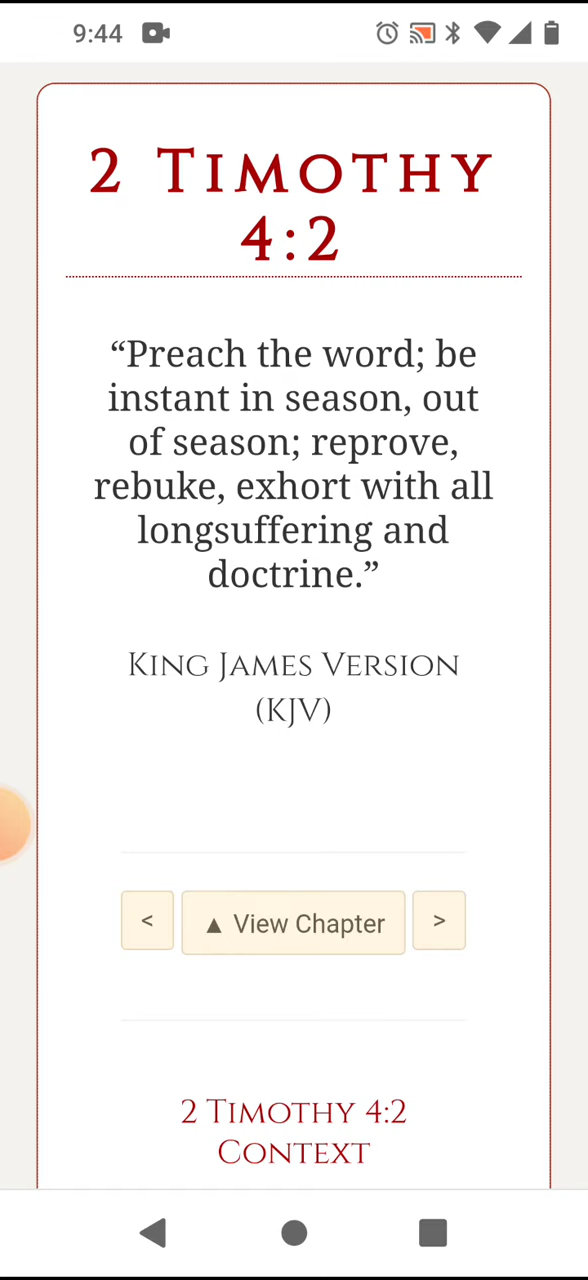 9:44
2 Timothy
4:2
“Preach the word; be
instant in season, out
of season; reprove,
rebuke, exhort with all
longsuffering and
doctrine.”
King James Version
(KJV)
< ▲ View Chapter >
2 Timothy 4:2
Context